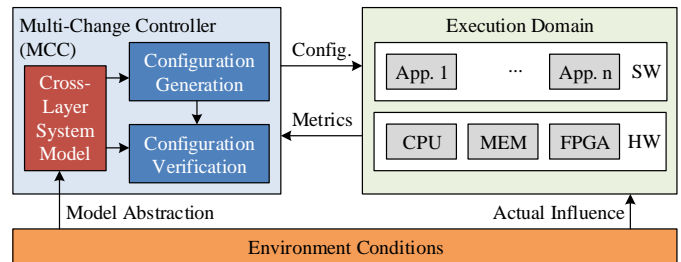 Multi-Change Controller
(MCC)
Cross-
Layer
System
Model
Configuration
Generation
Configuration
Verification
Config.
Metrics
Execution Domain
App. 1
...
App. n
SW
CPU
MEM
FPGA
HW
Model Abstraction
Actual Influence
Environment Conditions